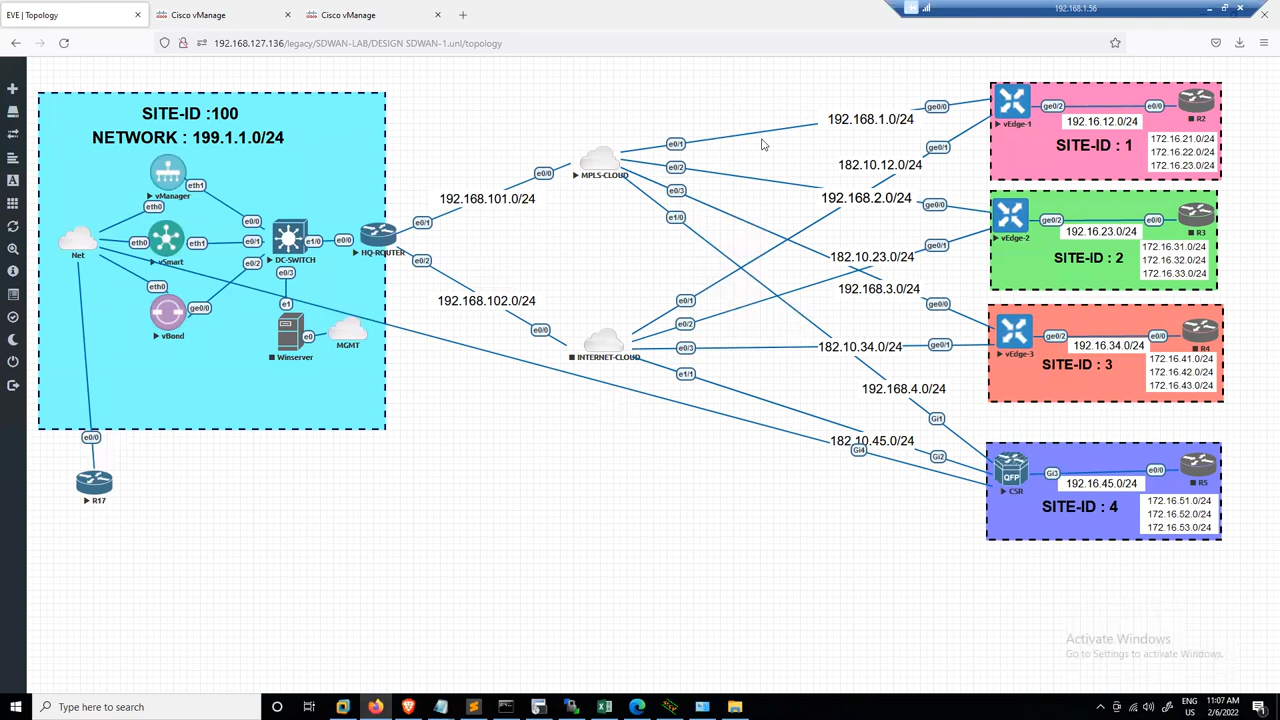 EVE | Topology
Cisco vManage
Cisco vManage
192.168.1.56
192.168.127.136/legacy/SDWAN-LAB/DESIGN SDWAN-1.unl/topology
SITE-ID :100
NETWORK : 199.1.1.0/24
vManager
eth1
eth0
e0/0
Net
eth0
eth1
vSmart
e0/1
DC-SWITCH
e1/0
e0/0
HQ-ROUTER
e0/1
e0/2
e0/2
e0/3
eth0
ge0/0
vBond
e1
Winserver
e0
MGMT
e0/0
R17
192.168.101.0/24
e0/0
192.168.102.0/24
e0/0
MPLS-CLOUD
e0/1
e0/2
e0/3
e1/0
INTERNET-CLOUD
e0/1
e0/2
e0/3
e1/1
192.168.1.0/24
ge0/0
182.10.12.0/24
ge0/1
192.168.2.0/24
ge0/0
182.10.23.0/24
ge0/1
192.168.3.0/24
ge0/0
182.10.34.0/24
ge0/1
192.168.4.0/24
Gi1
182.10.45.0/24
Gi4
Gi2
vEdge-1
ge0/2
e0/0
R2
192.16.12.0/24
SITE-ID : 1
172.16.21.0/24
172.16.22.0/24
172.16.23.0/24
vEdge-2
ge0/2
e0/0
R3
192.16.23.0/24
SITE-ID : 2
172.16.31.0/24
172.16.32.0/24
172.16.33.0/24
vEdge-3
ge0/2
e0/0
R4
192.16.34.0/24
SITE-ID : 3
172.16.41.0/24
172.16.42.0/24
172.16.43.0/24
QFP
CSR
Gi3
e0/0
R5
192.16.45.0/24
SITE-ID : 4
172.16.51.0/24
172.16.52.0/24
172.16.53.0/24
Activate Windows
Go to Settings to activate Windows.
Type here to search
ENG
US
11:07 AM
2/6/2022